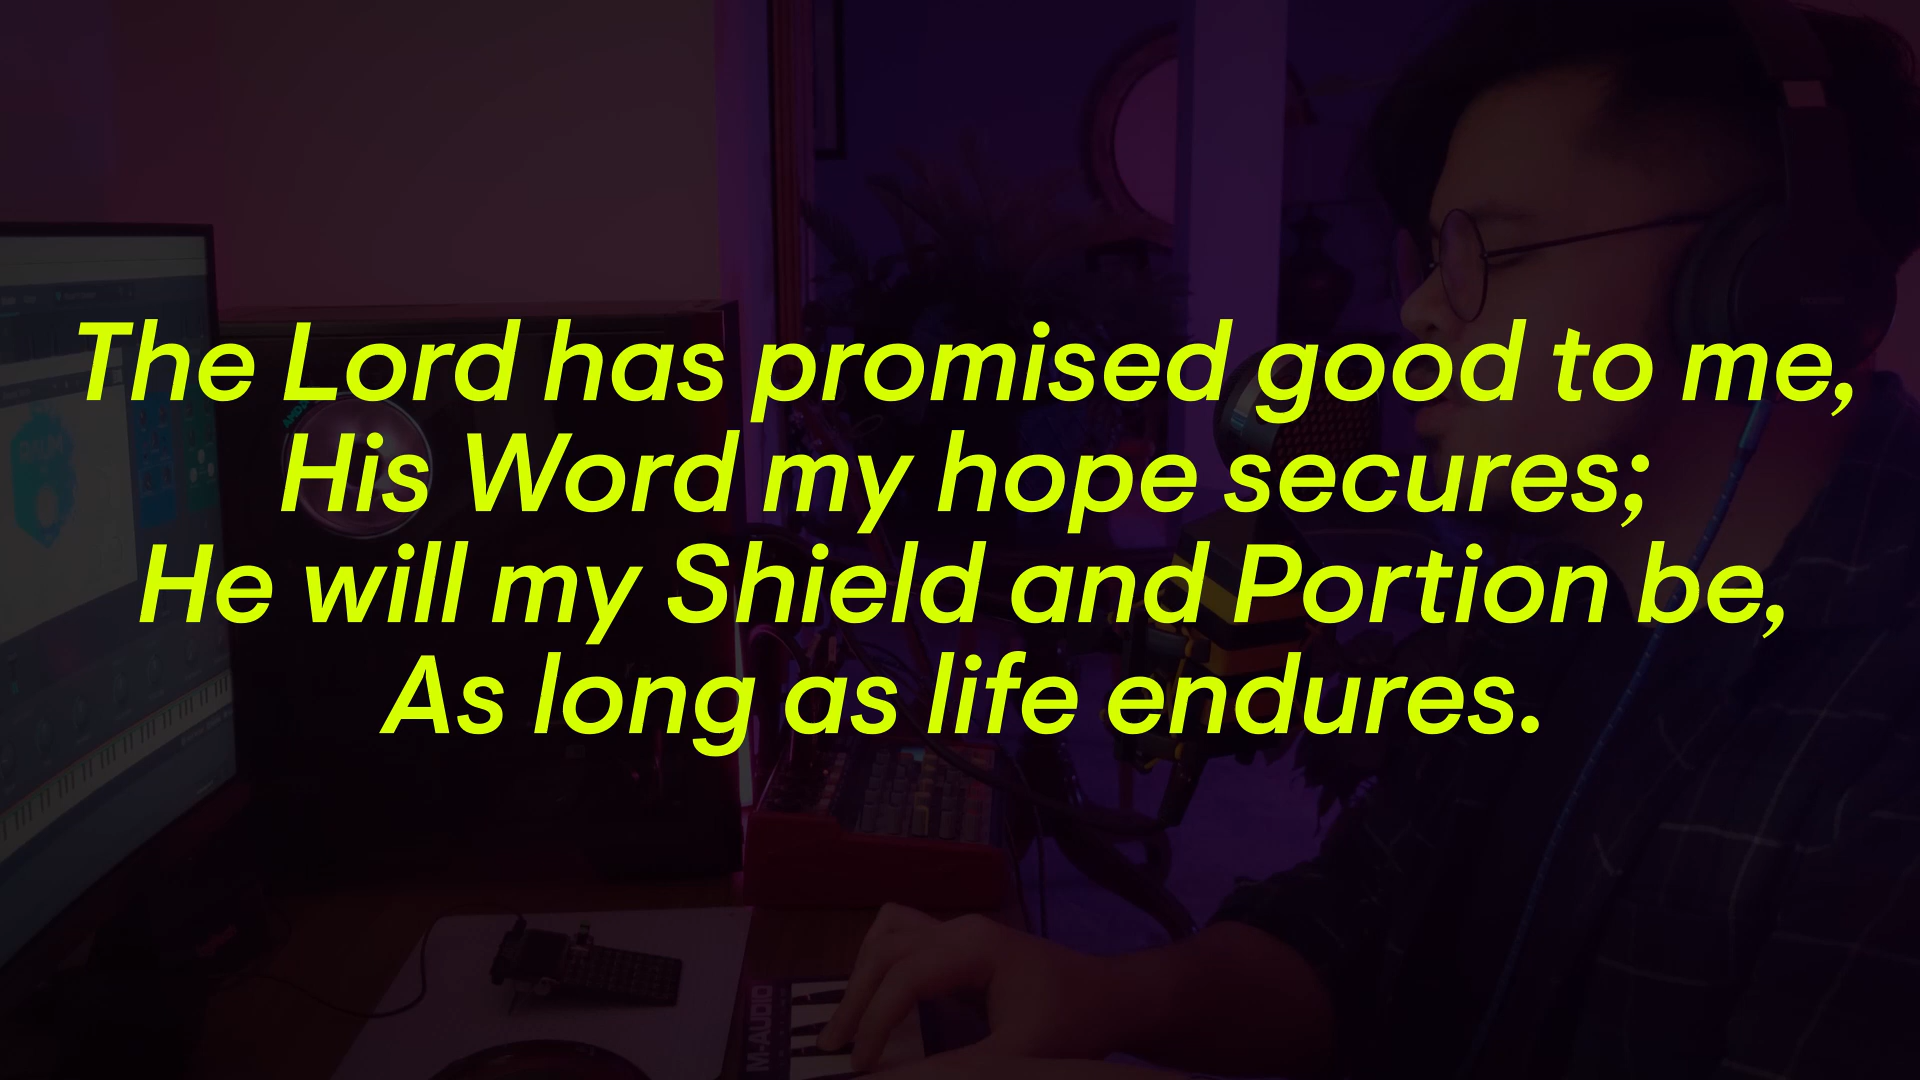 The Lord has promised good to me,
His Word my hope secures;
He will my Shield and Portion be,
As long as life endures.
M-AUDIO